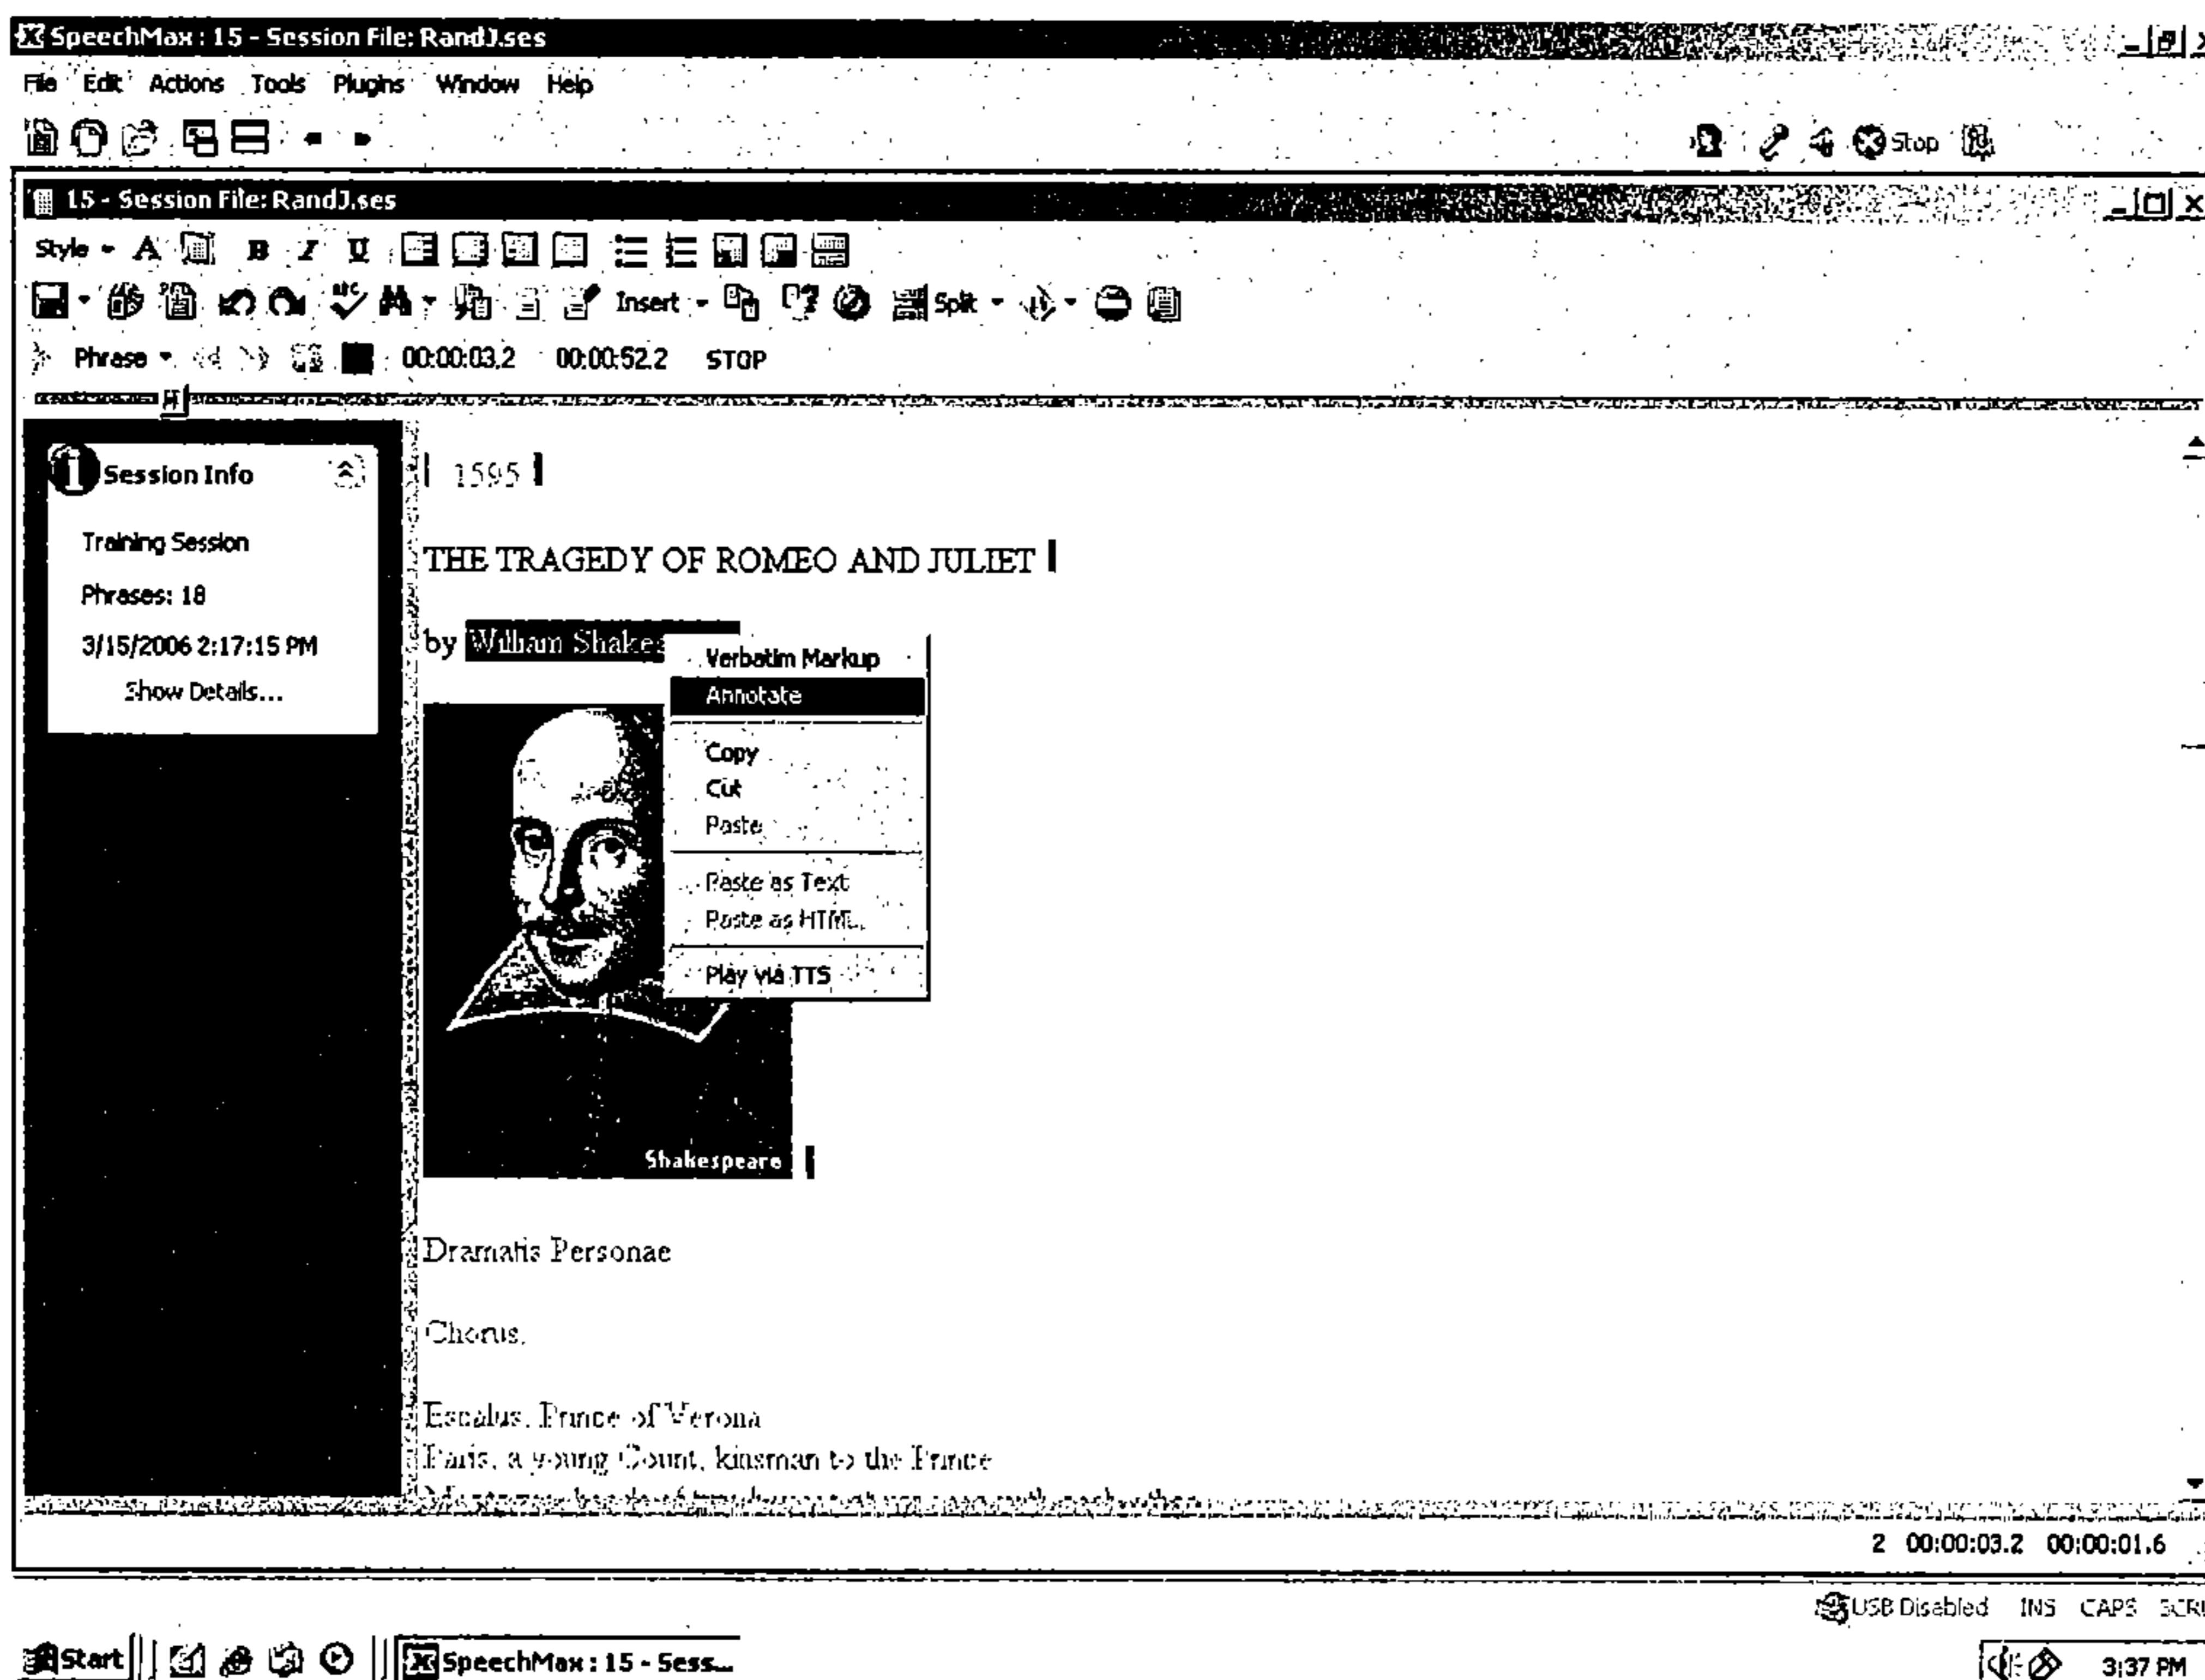 SpeechMax : 15 - Session File: RandJ.ses
File Edit Actions Tools Plugins Window Help
Stop
15 - Session File: RandJ.ses
Style A B I U
Insert Split
Phrase 00:00:03.2 00:00:52.2 STOP
Session Info
Training Session
Phrases: 18
3/15/2006 2:17:15 PM
Show Details...
1595
THE TRAGEDY OF ROMEO AND JULIET
by William Shakes
Verbatim Markup
Annotate
Copy
Cut
Paste
Paste as Text
Paste as HTML
Play via TTS
Shakespeare
Dramatis Personae
Chorus.
Escalus, Prince of Verona
Paris, a young Count, kinsman to the Prince
2 00:00:03.2 00:00:01.6
USB Disabled INS CAPS SCRL
Start SpeechMax : 15 - Sess... 3:37 PM